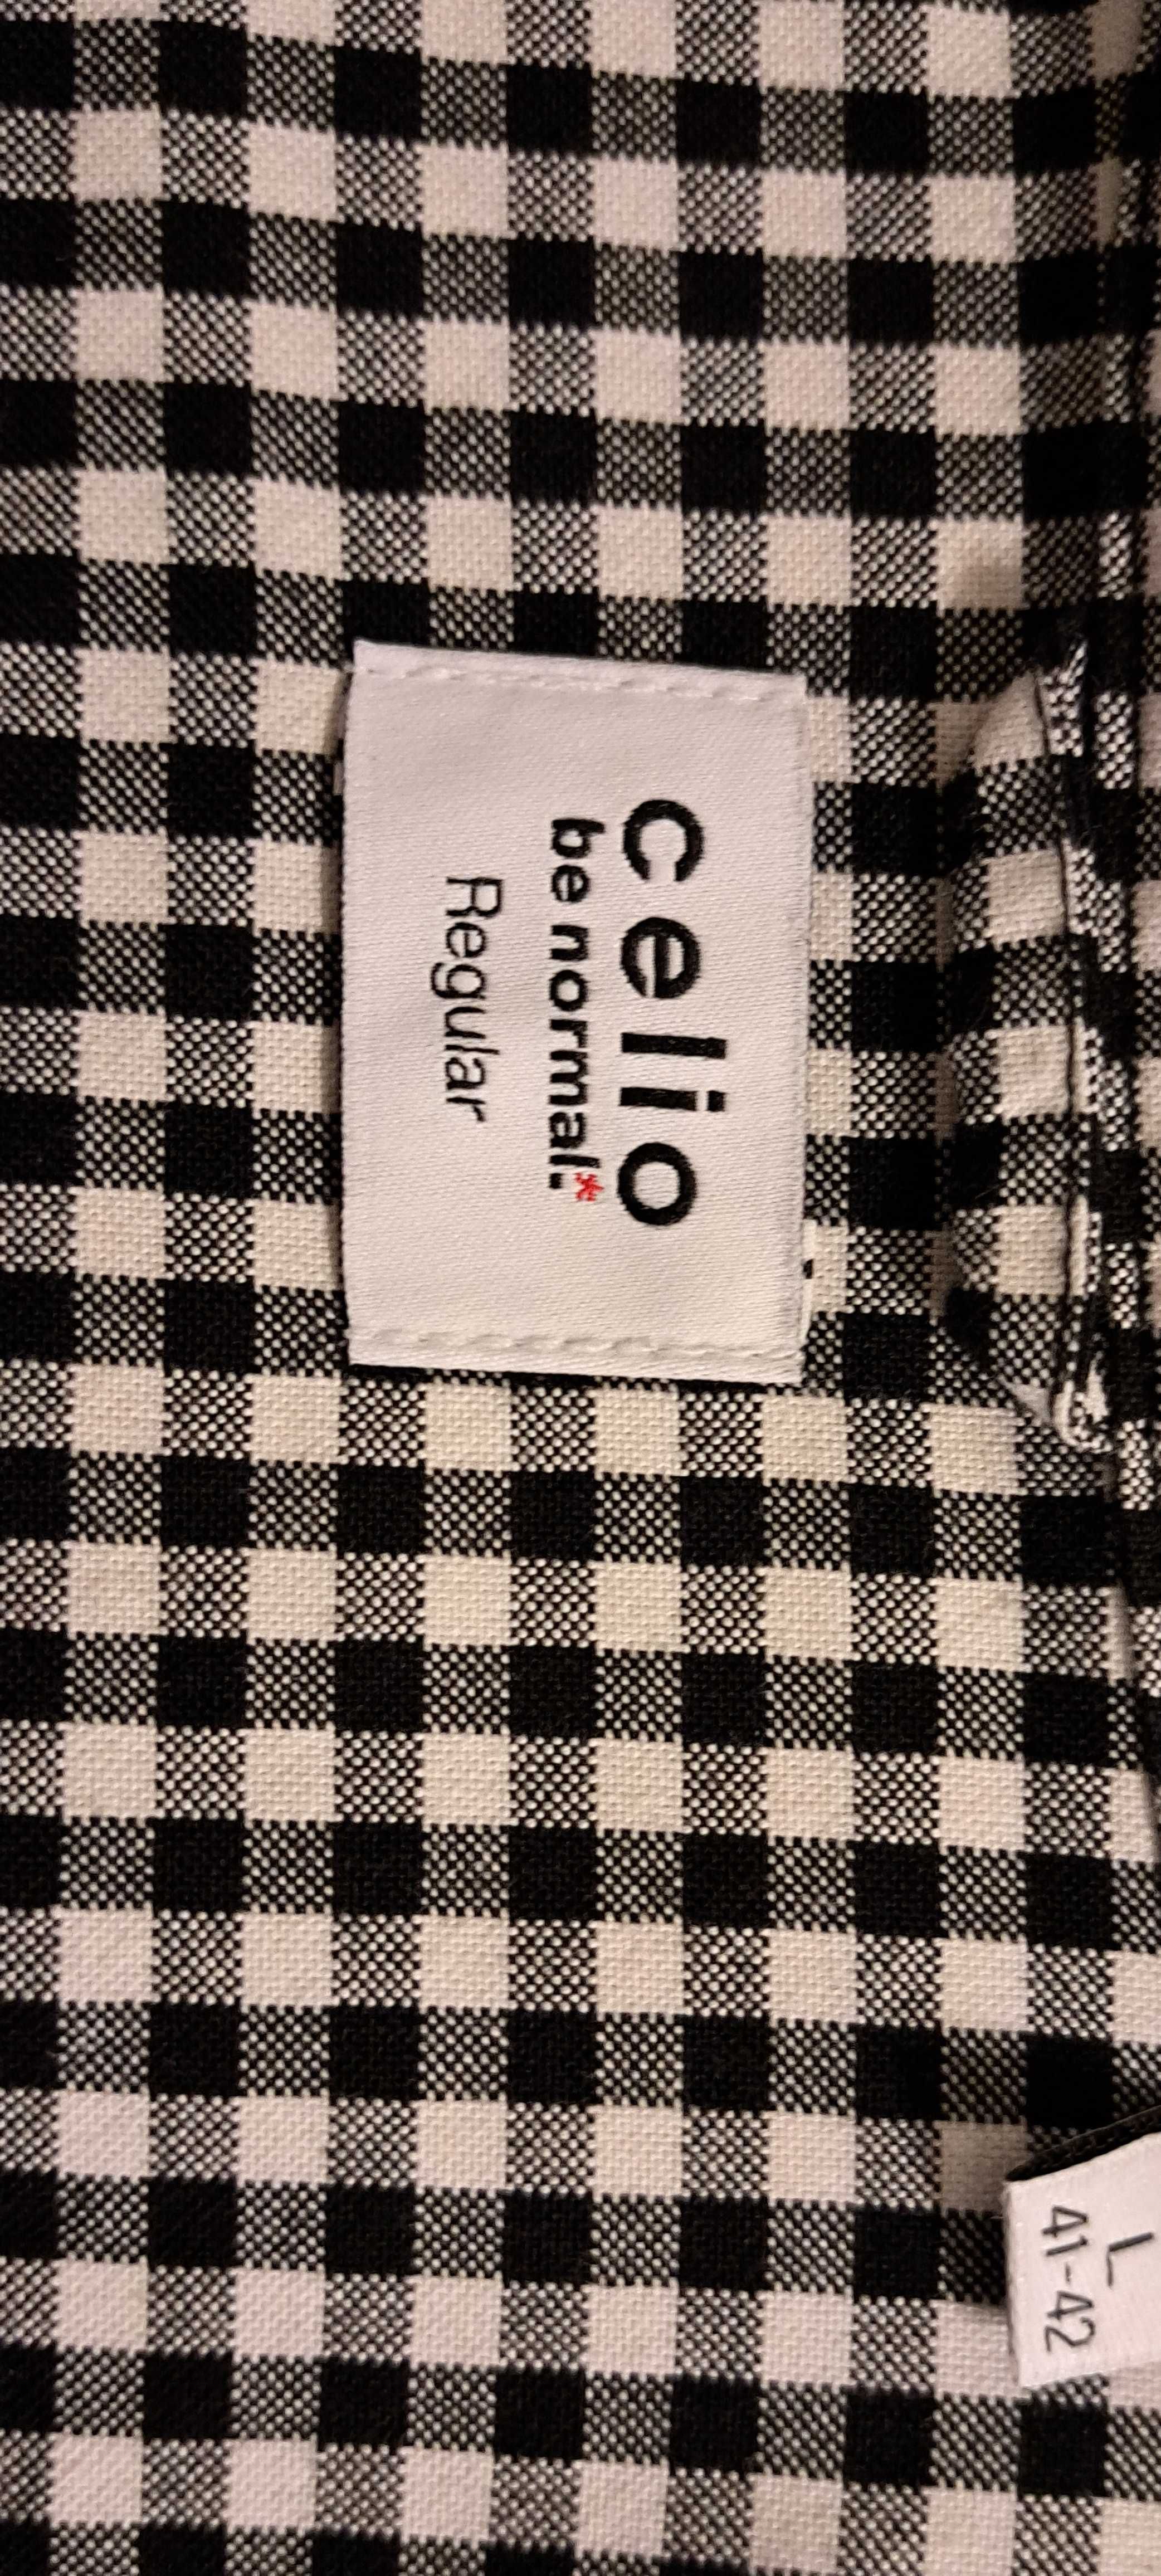 celio
be normal.*
Regular
L
41-42